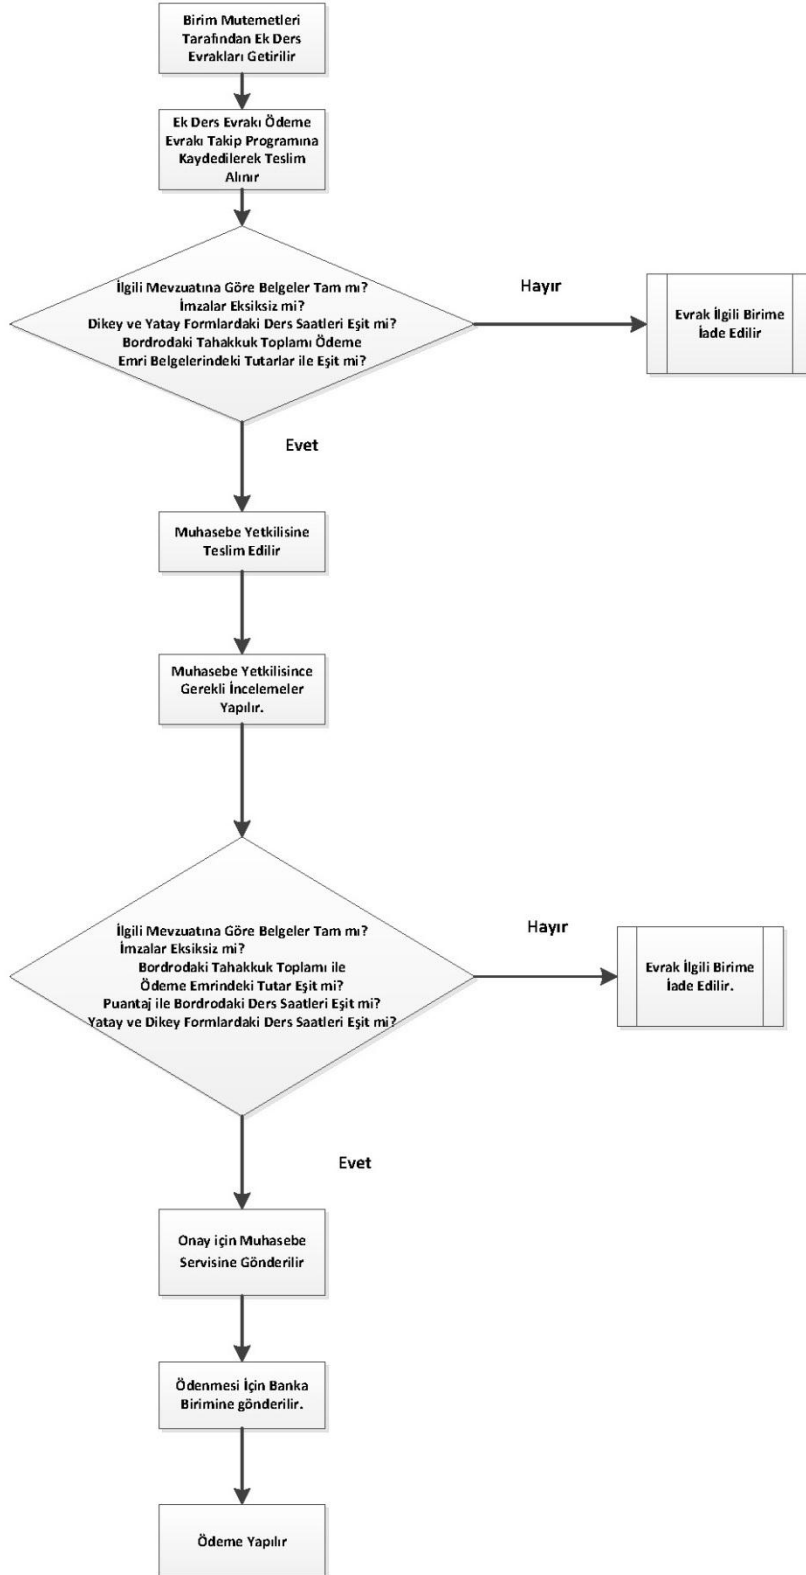 Birim Mutemetleri
Tarafından Ek Ders
Evrakları Getirilir
Ek Ders Evrakı Ödeme
Evrakı Takip Programına
Kaydedilerek Teslim
Alınır
İlgili Mevzuatına Göre Belgeler Tam mı?
İmzalar Eksiksiz mi?
Dikey ve Yatay Formlardaki Ders Saatleri Eşit mi?
Bordrodaki Tahakkuk Toplamı Ödeme
Emri Belgelerindeki Tutarlar ile Eşit mi?
Hayır
Evrak İlgili Birime
İade Edilir
Evet
Muhasebe Yetkilisine
Teslim Edilir
Muhasebe Yetkilisince
Gerekli İncelemeler
Yapılır.
İlgili Mevzuatına Göre Belgeler Tam mı?
İmzalar Eksiksiz mi?
Bordrodaki Tahakkuk Toplamı ile
Ödeme Emrindeki Tutar Eşit mi?
Puantaj ile Bordrodaki Ders Saatleri Eşit mi?
Yatay ve Dikey Formlardaki Ders Saatleri Eşit mi?
Hayır
Evrak İlgili Birime
İade Edilir.
Evet
Onay için Muhasebe
Servisine Gönderilir
Ödenmesi İçin Banka
Birimine gönderilir.
Ödeme Yapılır